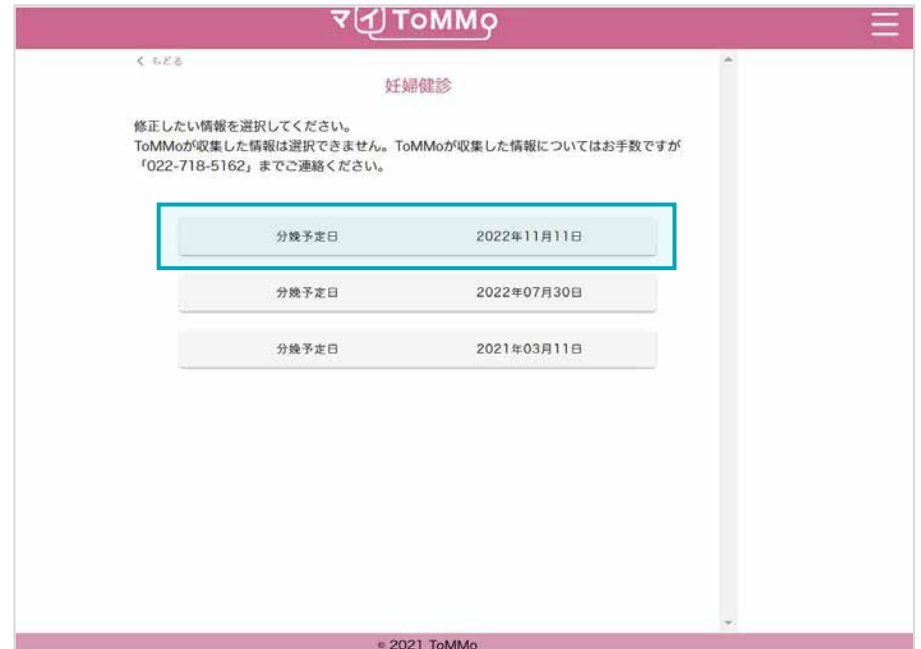 マイ ToMMo
く もどる
妊婦健診
修正したい情報を選択してください。
ToMMoが収集した情報は選択できません。ToMMoが収集した情報についてはお手数ですが
「022-718-5162」までご連絡ください。
分娩予定日 2022年11月11日
分娩予定日 2022年07月30日
分娩予定日 2021年03月11日
© 2021 ToMMo